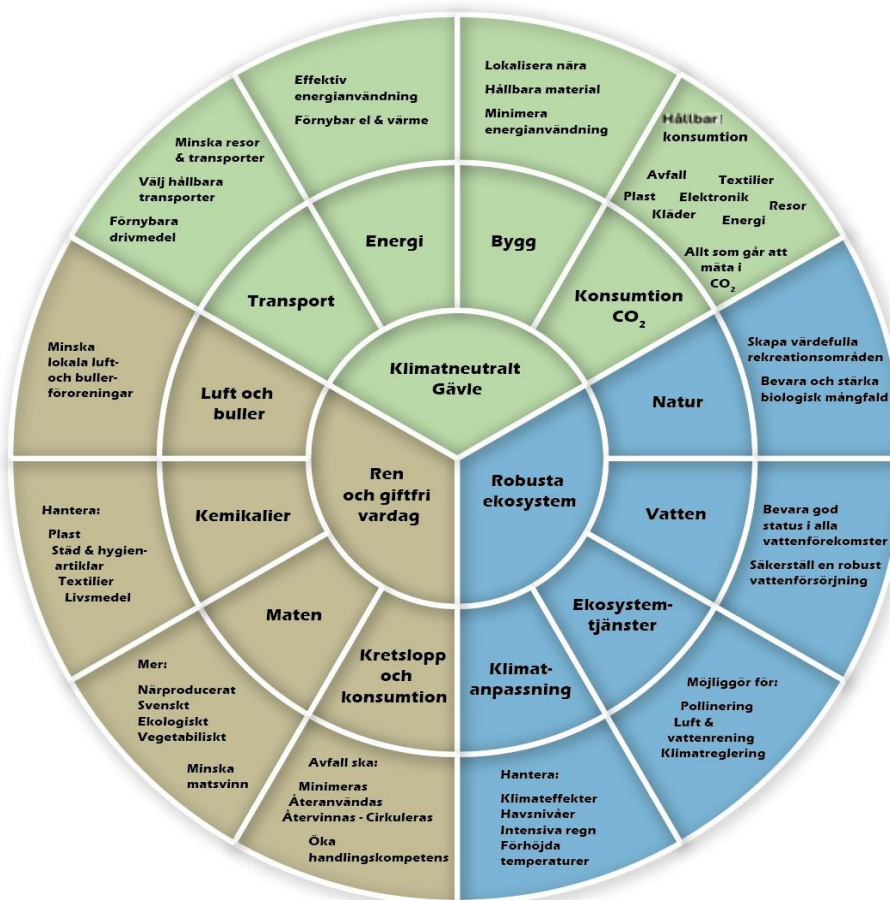 Klimatneutralt
Gävle
Transport
Minska resor
& transporter
Välj hållbara
transporter
Förnybara
drivmedel
Energi
Effektiv
energianvändning
Förnybar el & värme
Bygg
Lokalisera nära
Hållbara material
Minimera
energianvändning
Konsumtion
CO₂
Hållbar
konsumtion
Avfall
Textilier
Plast
Elektronik
Resor
Kläder
Energi
Allt som går att
mäta i
CO₂
Robusta
ekosystem
Natur
Skapa värdefulla
rekreationsområden
Bevara och stärka
biologisk mångfald
Vatten
Bevara god
status i alla
vattenförekomster
Säkerställ en robust
vattenförsörjning
Ekosystem-
tjänster
Möjliggör för:
Pollinering
Luft &
vattenrening
Klimatreglering
Klimat-
anpassning
Hantera:
Klimateffekter
Havsnivåer
Intensiva regn
Förhöjda
temperaturer
Ren
och giftfri
vardag
Kretslopp
och
konsumtion
Avfall ska:
Minimeras
Återanvändas
Återvinnas - Cirkuleras
Öka
handlingskompetens
Maten
Mer:
Närproducerat
Svenskt
Ekologiskt
Vegetabiliskt
Minska
matsvinn
Kemikalier
Hantera:
Plast
Städ & hygien-
artiklar
Textilier
Livsmedel
Luft och
buller
Minska
lokala luft-
och buller-
föroreningar